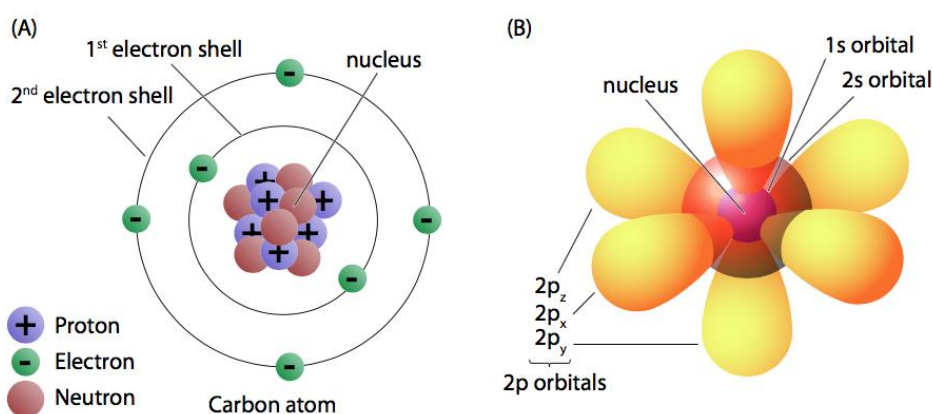 (A)
1st electron shell
nucleus
2nd electron shell
+ Proton
- Electron
Neutron
Carbon atom
(B)
1s orbital
2s orbital
nucleus
2pz
2px
2py
2p orbitals